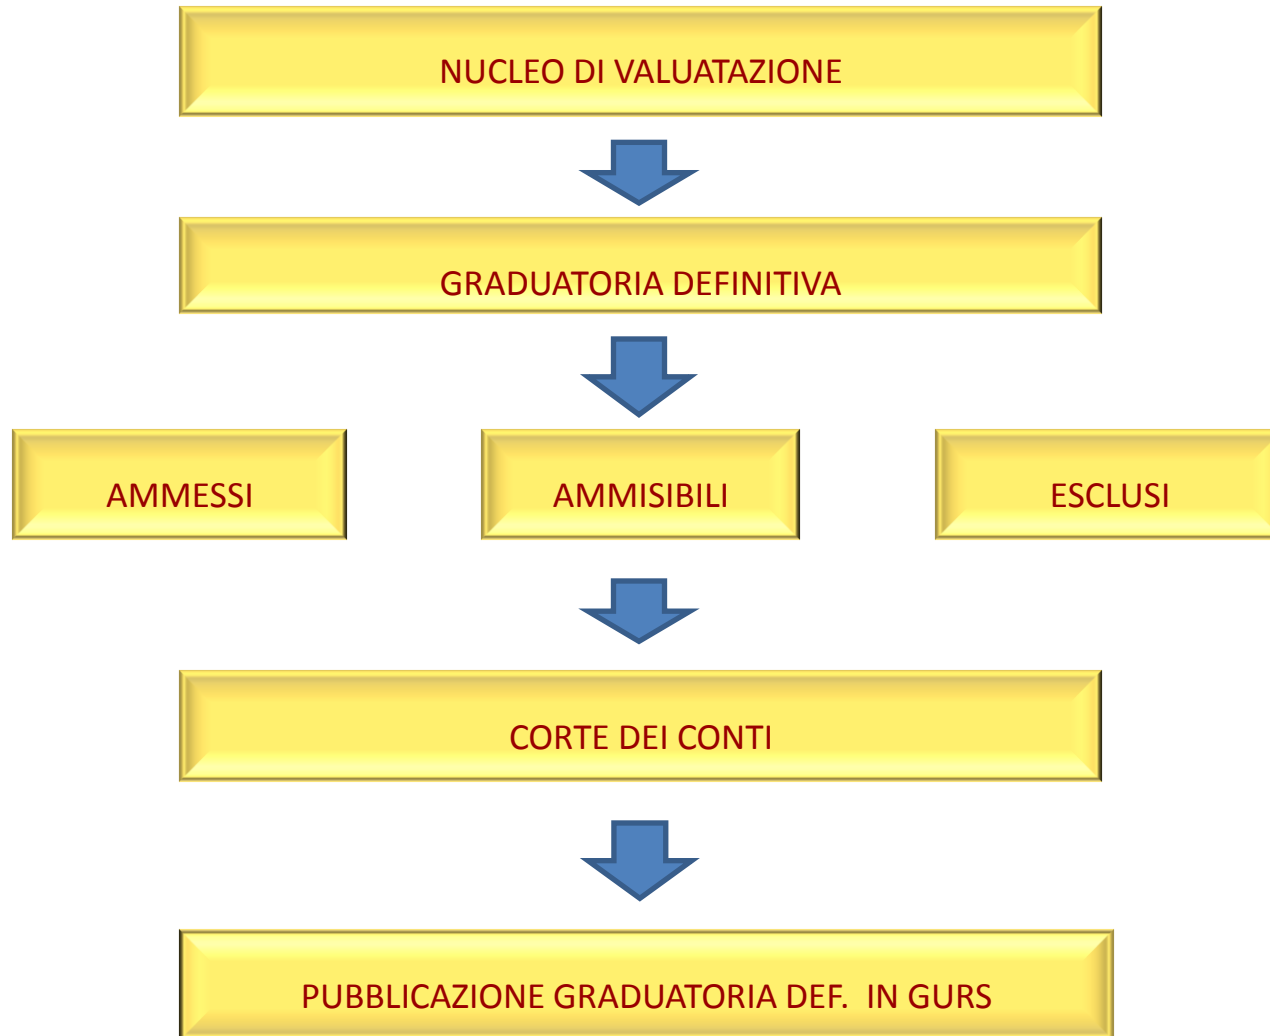 NUCLEO DI VALUATAZIONE
GRADUATORIA DEFINITIVA
AMMESSI
AMMISIBILI
ESCLUSI
CORTE DEI CONTI
PUBBLICAZIONE GRADUATORIA DEF. IN GURS